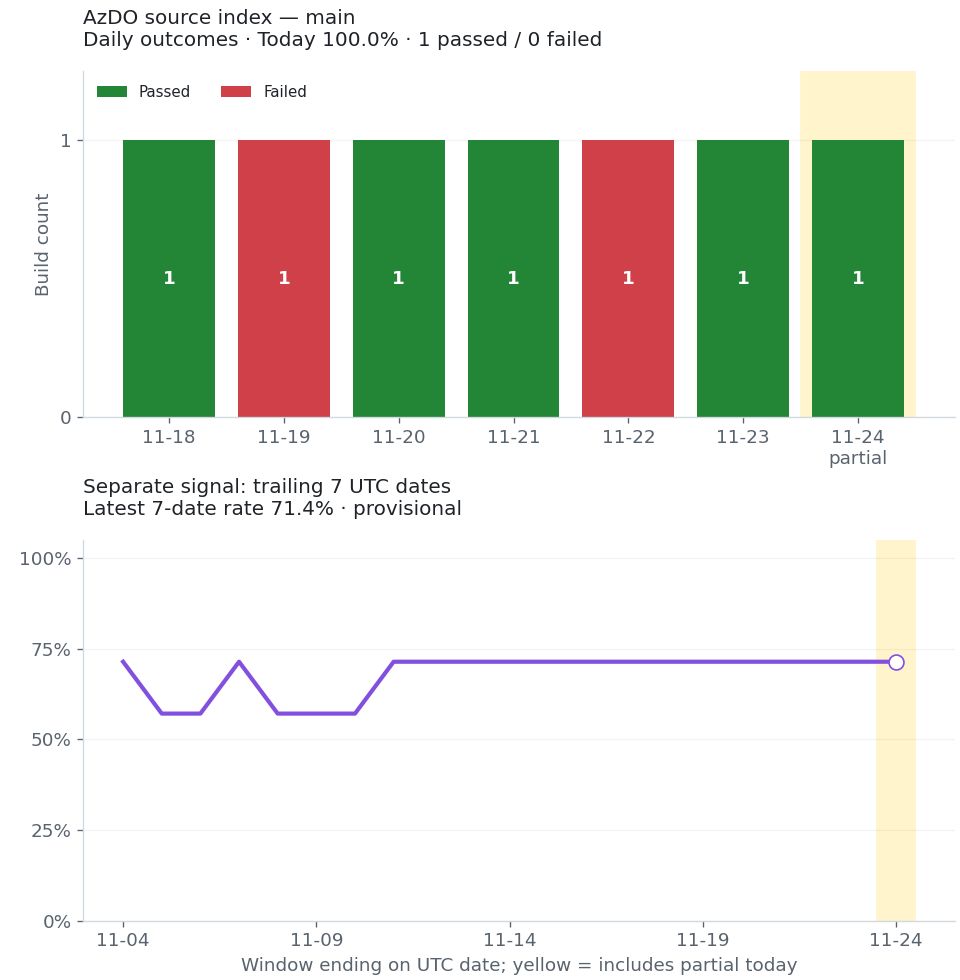 AzDO source index — main
Daily outcomes · Today 100.0% · 1 passed / 0 failed
Passed
Failed
Build count
1
0
1
1
1
1
1
1
1
11-18
11-19
11-20
11-21
11-22
11-23
11-24
partial
Separate signal: trailing 7 UTC dates
Latest 7-date rate 71.4% · provisional
100%
75%
50%
25%
0%
11-04
11-09
11-14
11-19
11-24
Window ending on UTC date; yellow = includes partial today